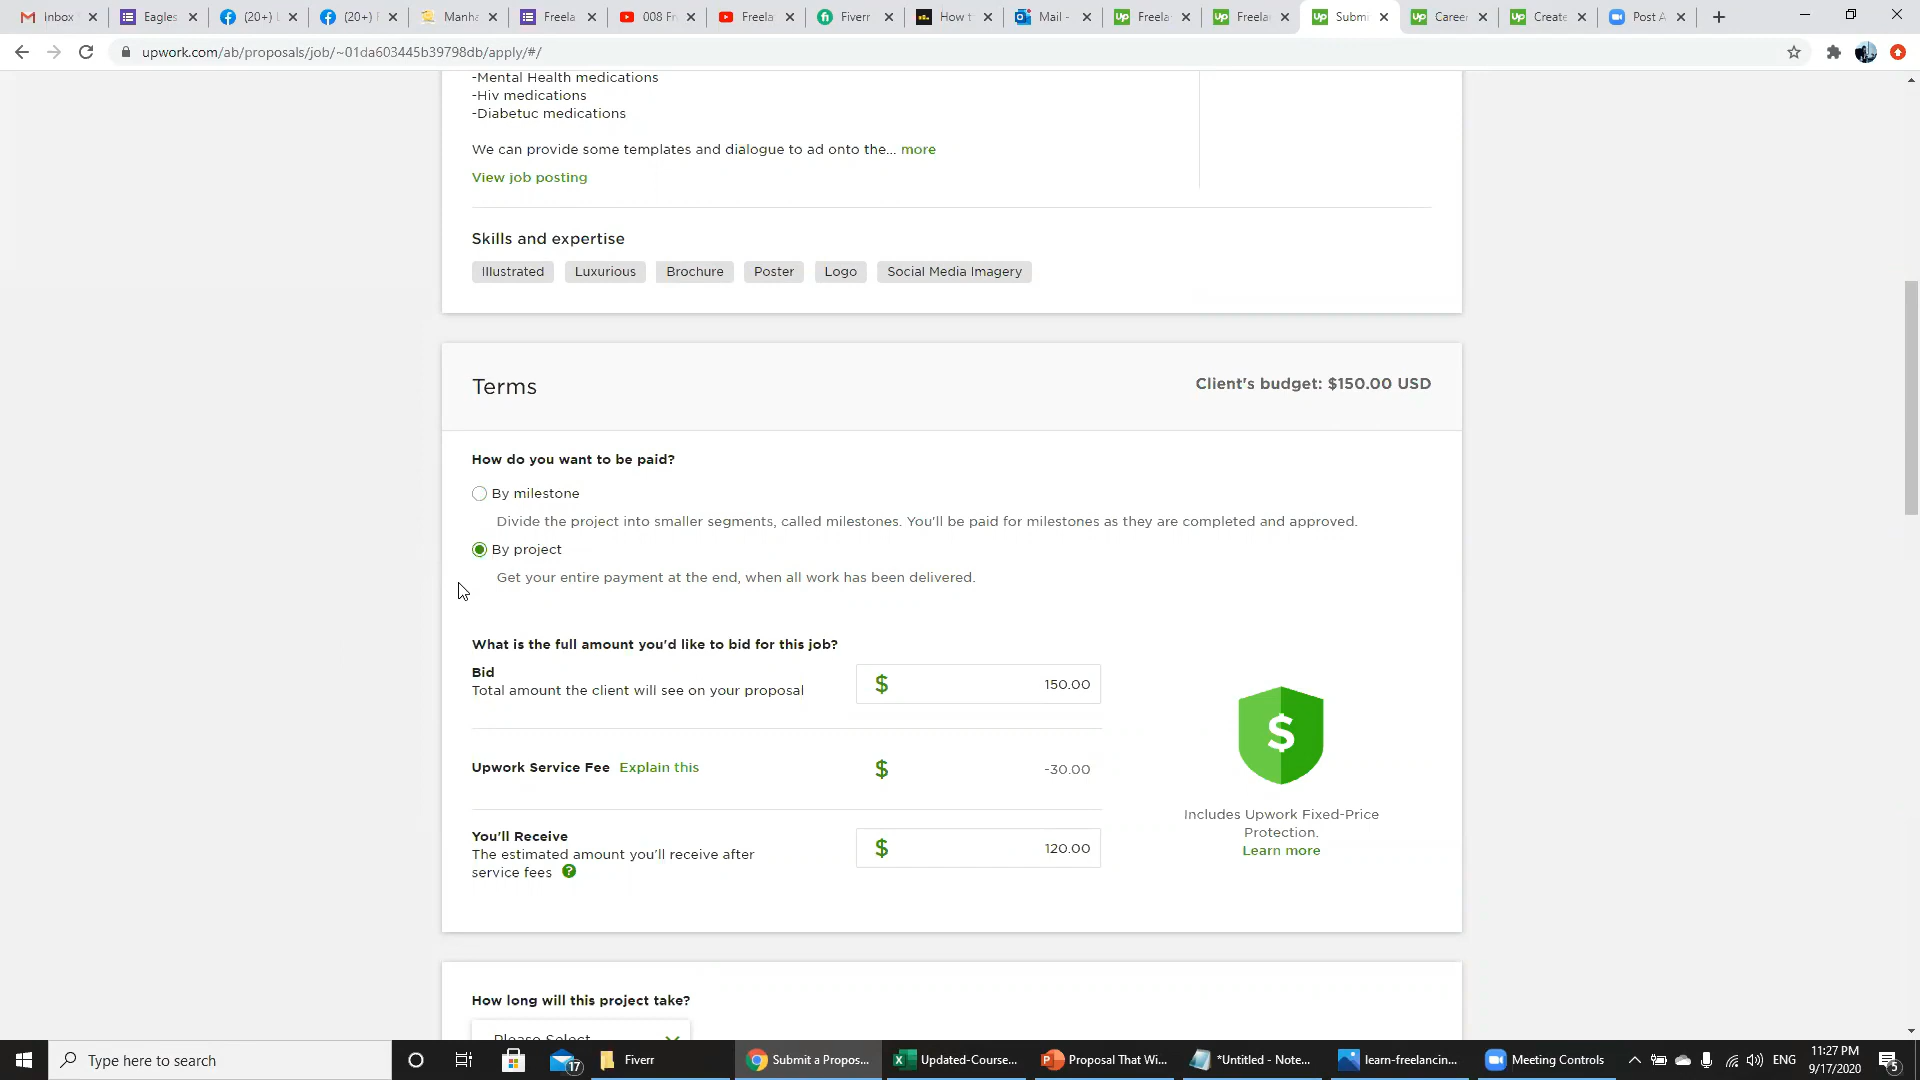 Inbox
Eagles
(20+)
(20+)
Manha
Freela
008 Fr
Freela
Fiverr
How t
Mail -
Freela
Freela
Submi
Caree
Create
Post A
upwork.com/ab/proposals/job/~01da603445b39798db/apply/#/
-Mental Health medications
-Hiv medications
-Diabetuc medications
We can provide some templates and dialogue to ad onto the... more
View job posting
Skills and expertise
Illustrated Luxurious Brochure Poster Logo Social Media Imagery
Terms
Client's budget: $150.00 USD
How do you want to be paid?
By milestone
Divide the project into smaller segments, called milestones. You'll be paid for milestones as they are completed and approved.
By project
Get your entire payment at the end, when all work has been delivered.
What is the full amount you'd like to bid for this job?
Bid
Total amount the client will see on your proposal
$ 150.00
Upwork Service Fee Explain this
$ -30.00
You'll Receive
The estimated amount you'll receive after
service fees ?
$ 120.00
$
Includes Upwork Fixed-Price
Protection.
Learn more
How long will this project take?
Please Select
Type here to search
17
Fiverr
Submit a Propos...
Updated-Course...
Proposal That Wi...
*Untitled - Note...
learn-freelancin...
Meeting Controls
ENG
11:27 PM
9/17/2020
5